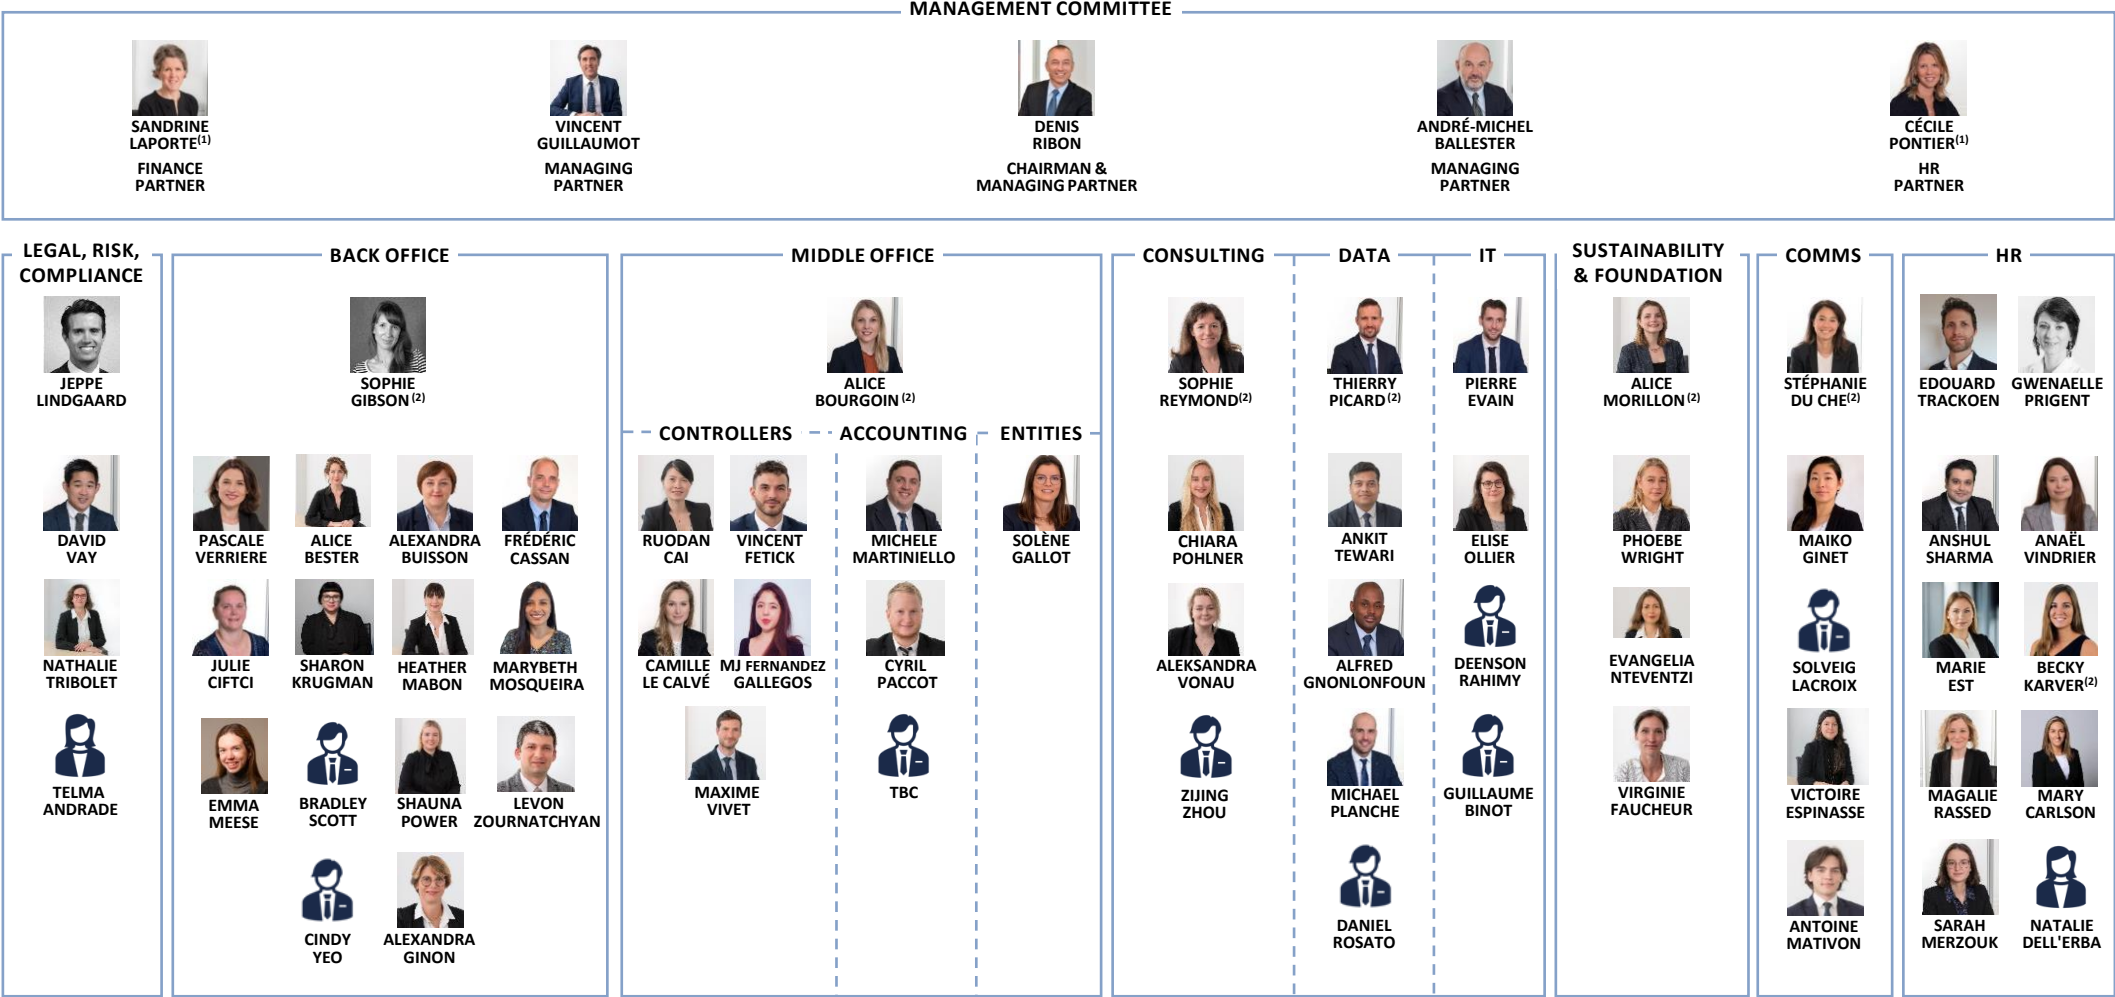 MANAGEMENT COMMITTEE
SANDRINE
LAPORTE(1)
FINANCE
PARTNER
VINCENT
GUILLAUMOT
MANAGING
PARTNER
DENIS
RIBON
CHAIRMAN &
MANAGING PARTNER
ANDRÉ-MICHEL
BALLESTER
MANAGING
PARTNER
CÉCILE
PONTIER(1)
HR
PARTNER
LEGAL, RISK,
COMPLIANCE
JEPPE
LINDGAARD
DAVID
VAY
NATHALIE
TRIBOLET
TELMA
ANDRADE
BACK OFFICE
SOPHIE
GIBSON(2)
PASCALE
VERRIERE
ALICE
BESTER
ALEXANDRA
BUISSON
FRÉDÉRIC
CASSAN
JULIE
CIFTCI
SHARON
KRUGMAN
HEATHER
MABON
MARYBETH
MOSQUEIRA
EMMA
MEESE
BRADLEY
SCOTT
SHAUNA
POWER
LEVON
ZOURNATCHYAN
CINDY
YEO
ALEXANDRA
GINON
MIDDLE OFFICE
ALICE
BOURGOIN(2)
CONTROLLERS
RUODAN
CAI
VINCENT
FETICK
CAMILLE
LE CALVÉ
MJ FERNANDEZ
GALLEGOS
MAXIME
VIVET
ACCOUNTING
MICHELE
MARTINIELLO
CYRIL
PACCOT
TBC
ENTITIES
SOLÈNE
GALLOT
CONSULTING
SOPHIE
REYMOND(2)
CHIARA
POHLNER
ALEKSANDRA
VONAU
ZIJING
ZHOU
DATA
THIERRY
PICARD(2)
ANKIT
TEWARI
ALFRED
GNONLONFOUN
MICHAEL
PLANCHE
DANIEL
ROSATO
IT
PIERRE
EVAIN
ELISE
OLLIER
DEENSON
RAHIMY
GUILLAUME
BINOT
SUSTAINABILITY
& FOUNDATION
ALICE
MORILLON(2)
PHOEBE
WRIGHT
EVANGELIA
NTEVENTZI
VIRGINIE
FAUCHEUR
COMMS
STÉPHANIE
DU CHE(2)
MAIKO
GINET
SOLVEIG
LACROIX
VICTOIRE
ESPINASSE
ANTOINE
MATIVON
HR
EDOUARD
TRACKOEN
GWENAELLE
PRIGENT
ANSHUL
SHARMA
ANAËL
VINDRIER
MARIE
EST
BECKY
KARVER(2)
MAGALIE
RASSED
MARY
CARLSON
SARAH
MERZOUK
NATALIE
DELL'ERBA